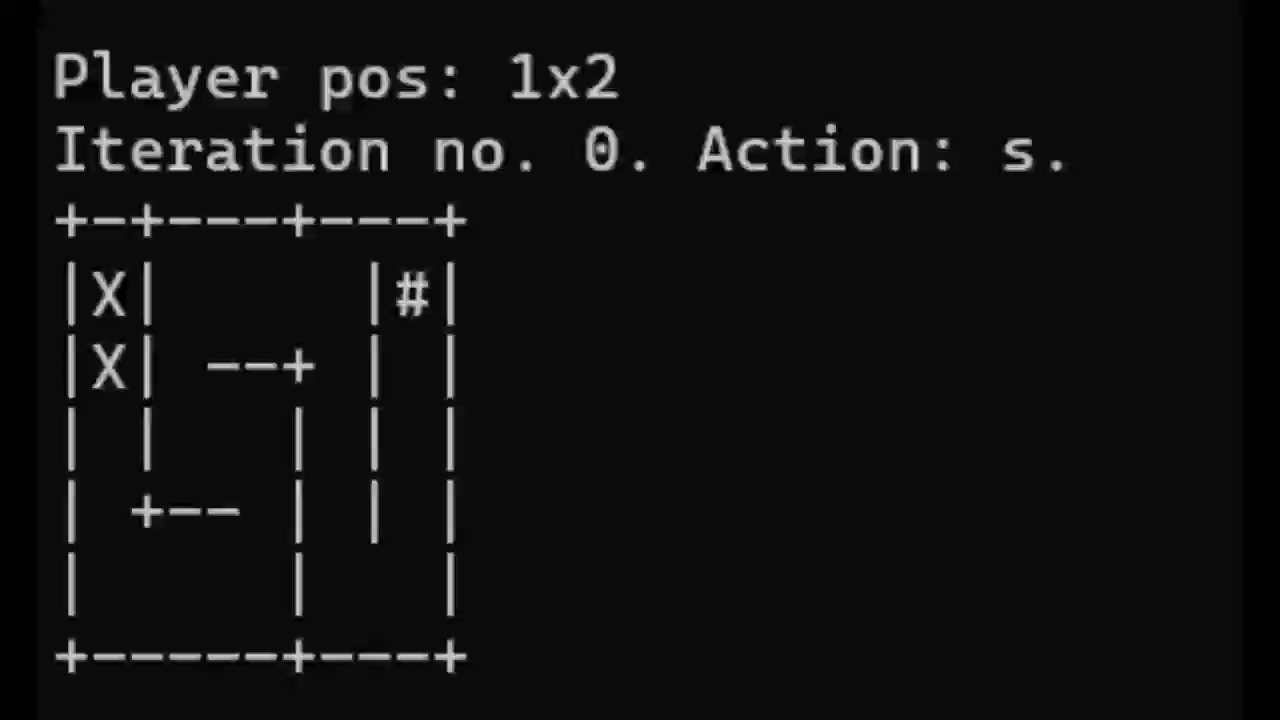 Player pos: 1x2
Iteration no. 0. Action: s.
+-+---+---+
|X|     |#|
|X| --+ | |
| |   | | |
| +-- | | |
|     |   |
+-----+---+